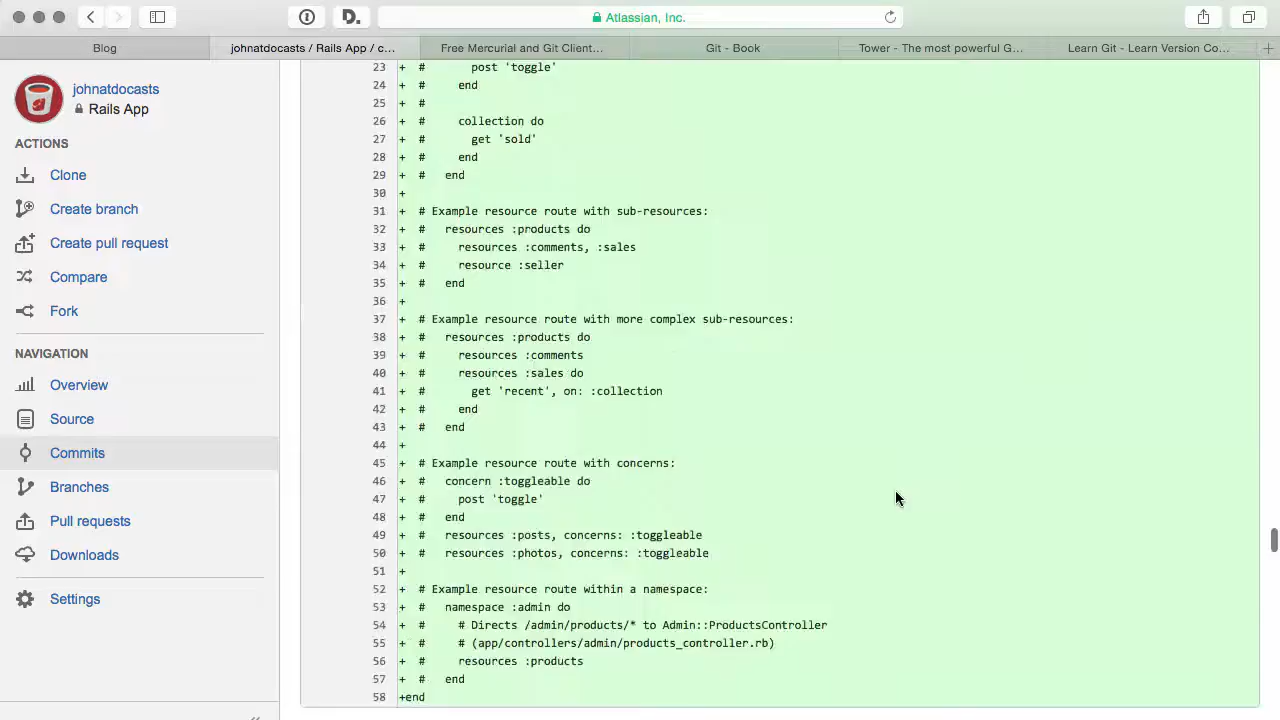 Atlassian, Inc.
Blog
johnatdocasts / Rails App / c...
Free Mercurial and Git Client...
Git - Book
Tower - The most powerful G...
Learn Git - Learn Version Co...
johnatdocasts
Rails App
ACTIONS
Clone
Create branch
Create pull request
Compare
Fork
NAVIGATION
Overview
Source
Commits
Branches
Pull requests
Downloads
Settings
23 + #       post 'toggle'
24 + #     end
25 + #
26 + #     collection do
27 + #       get 'sold'
28 + #     end
29 + #   end
30 +
31 + # Example resource route with sub-resources:
32 + #   resources :products do
33 + #     resources :comments, :sales
34 + #     resource :seller
35 + #   end
36 +
37 + # Example resource route with more complex sub-resources:
38 + #   resources :products do
39 + #     resources :comments
40 + #     resources :sales do
41 + #       get 'recent', on: :collection
42 + #     end
43 + #   end
44 +
45 + # Example resource route with concerns:
46 + #   concern :toggleable do
47 + #     post 'toggle'
48 + #   end
49 + #   resources :posts, concerns: :toggleable
50 + #   resources :photos, concerns: :toggleable
51 +
52 + # Example resource route within a namespace:
53 + #   namespace :admin do
54 + #     # Directs /admin/products/* to Admin::ProductsController
55 + #     # (app/controllers/admin/products_controller.rb)
56 + #     resources :products
57 + #   end
58 +end